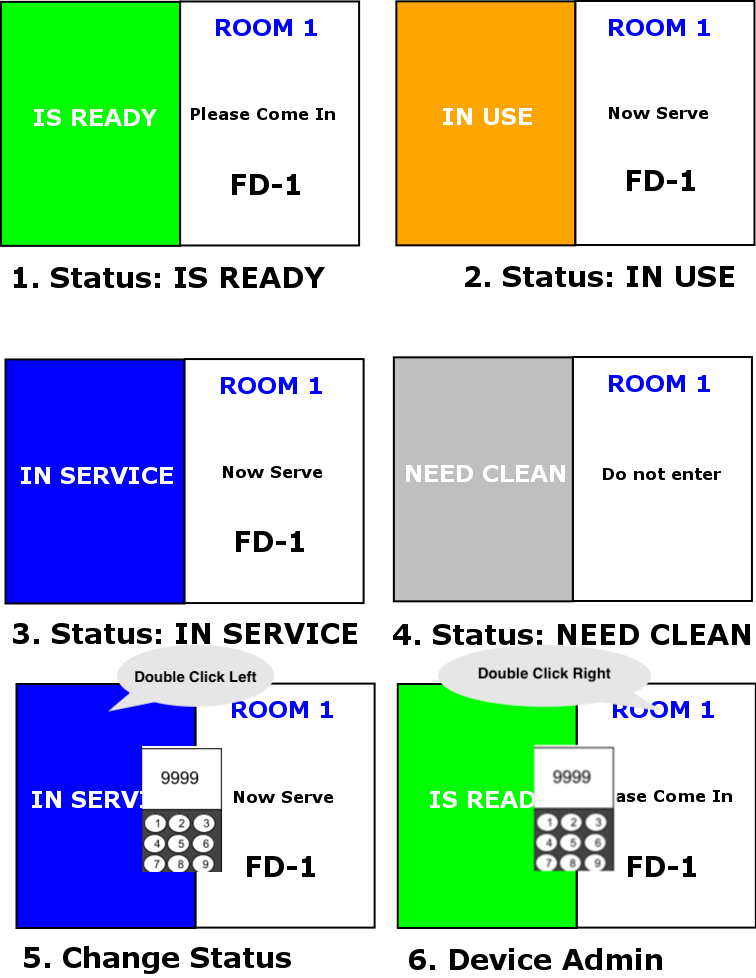 ROOM 1
IS READY
Please Come In
FD-1
1. Status: IS READY
ROOM 1
IN USE
Now Serve
FD-1
2. Status: IN USE
ROOM 1
IN SERVICE
Now Serve
FD-1
3. Status: IN SERVICE
ROOM 1
NEED CLEAN
Do not enter
4. Status: NEED CLEAN
Double Click Left
ROOM 1
IN SERV
9999
1 2 3
4 5 6
7 8 9
Now Serve
FD-1
5. Change Status
Double Click Right
ROOM 1
IS READ
9999
1 2 3
4 5 6
7 8 9
ase Come In
FD-1
6. Device Admin